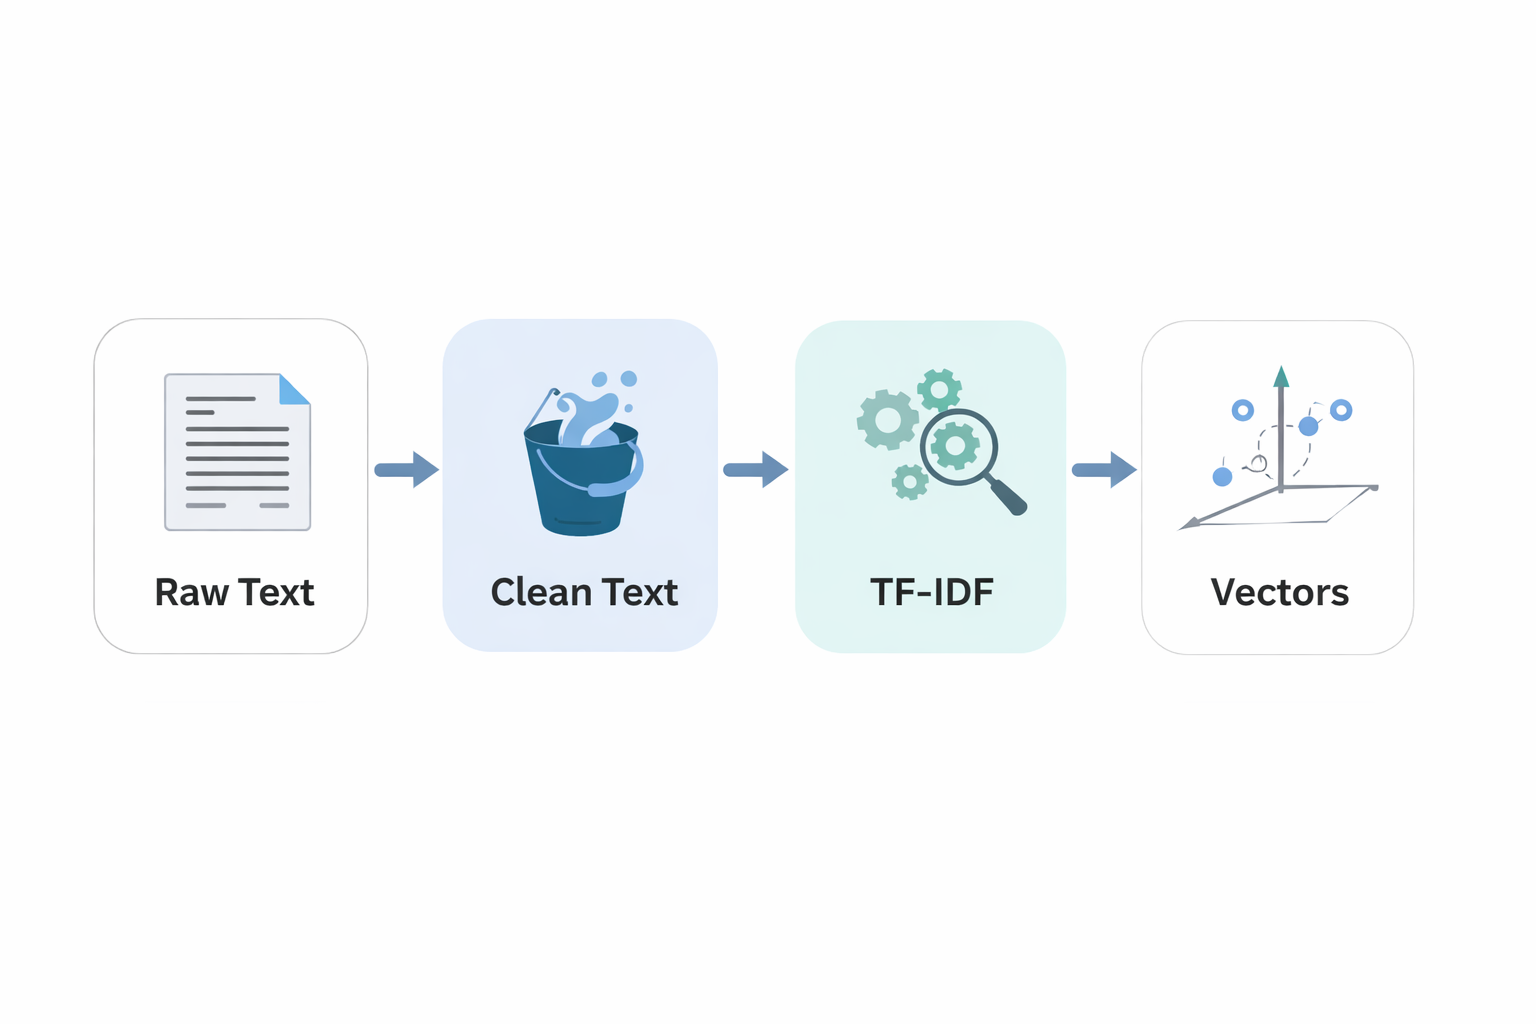 Raw Text
Clean Text
TF-IDF
Vectors